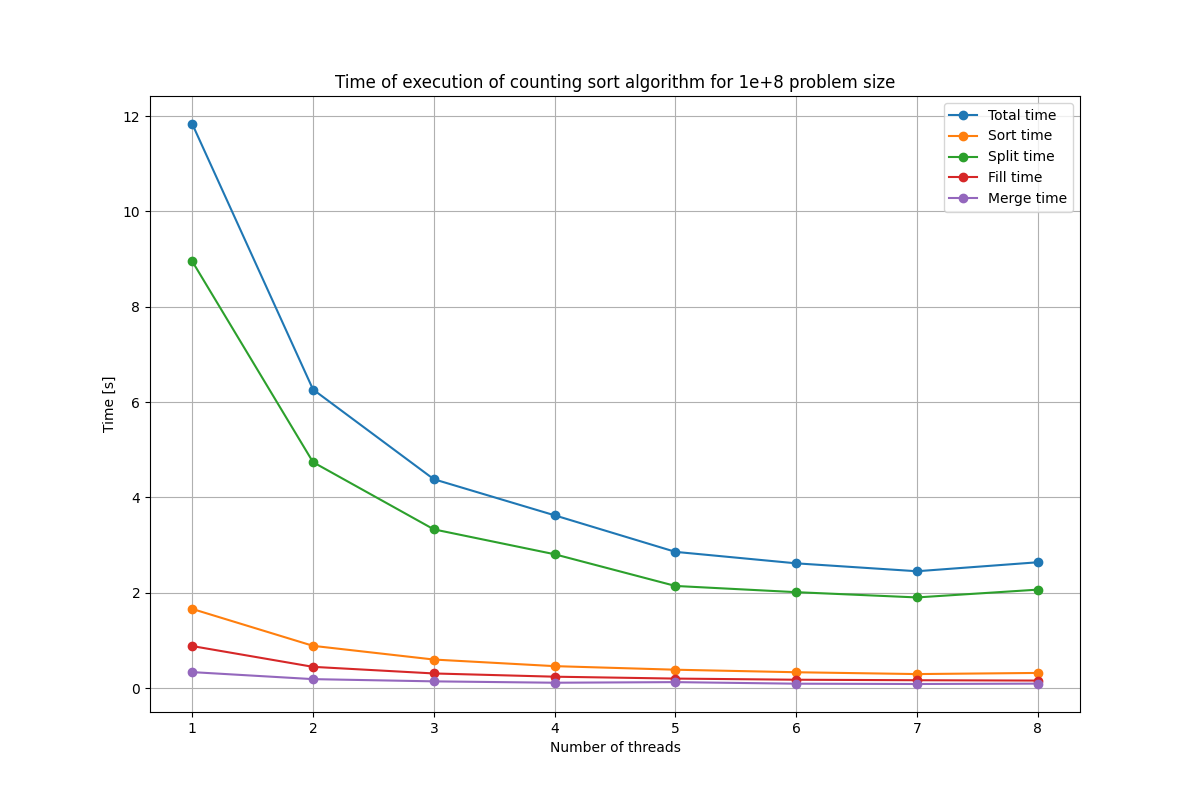 Time of execution of counting sort algorithm for 1e+8 problem size
Total time
Sort time
Split time
Fill time
Merge time
12
10
8
6
4
2
0
Time [s]
1 2 3 4 5 6 7 8
Number of threads